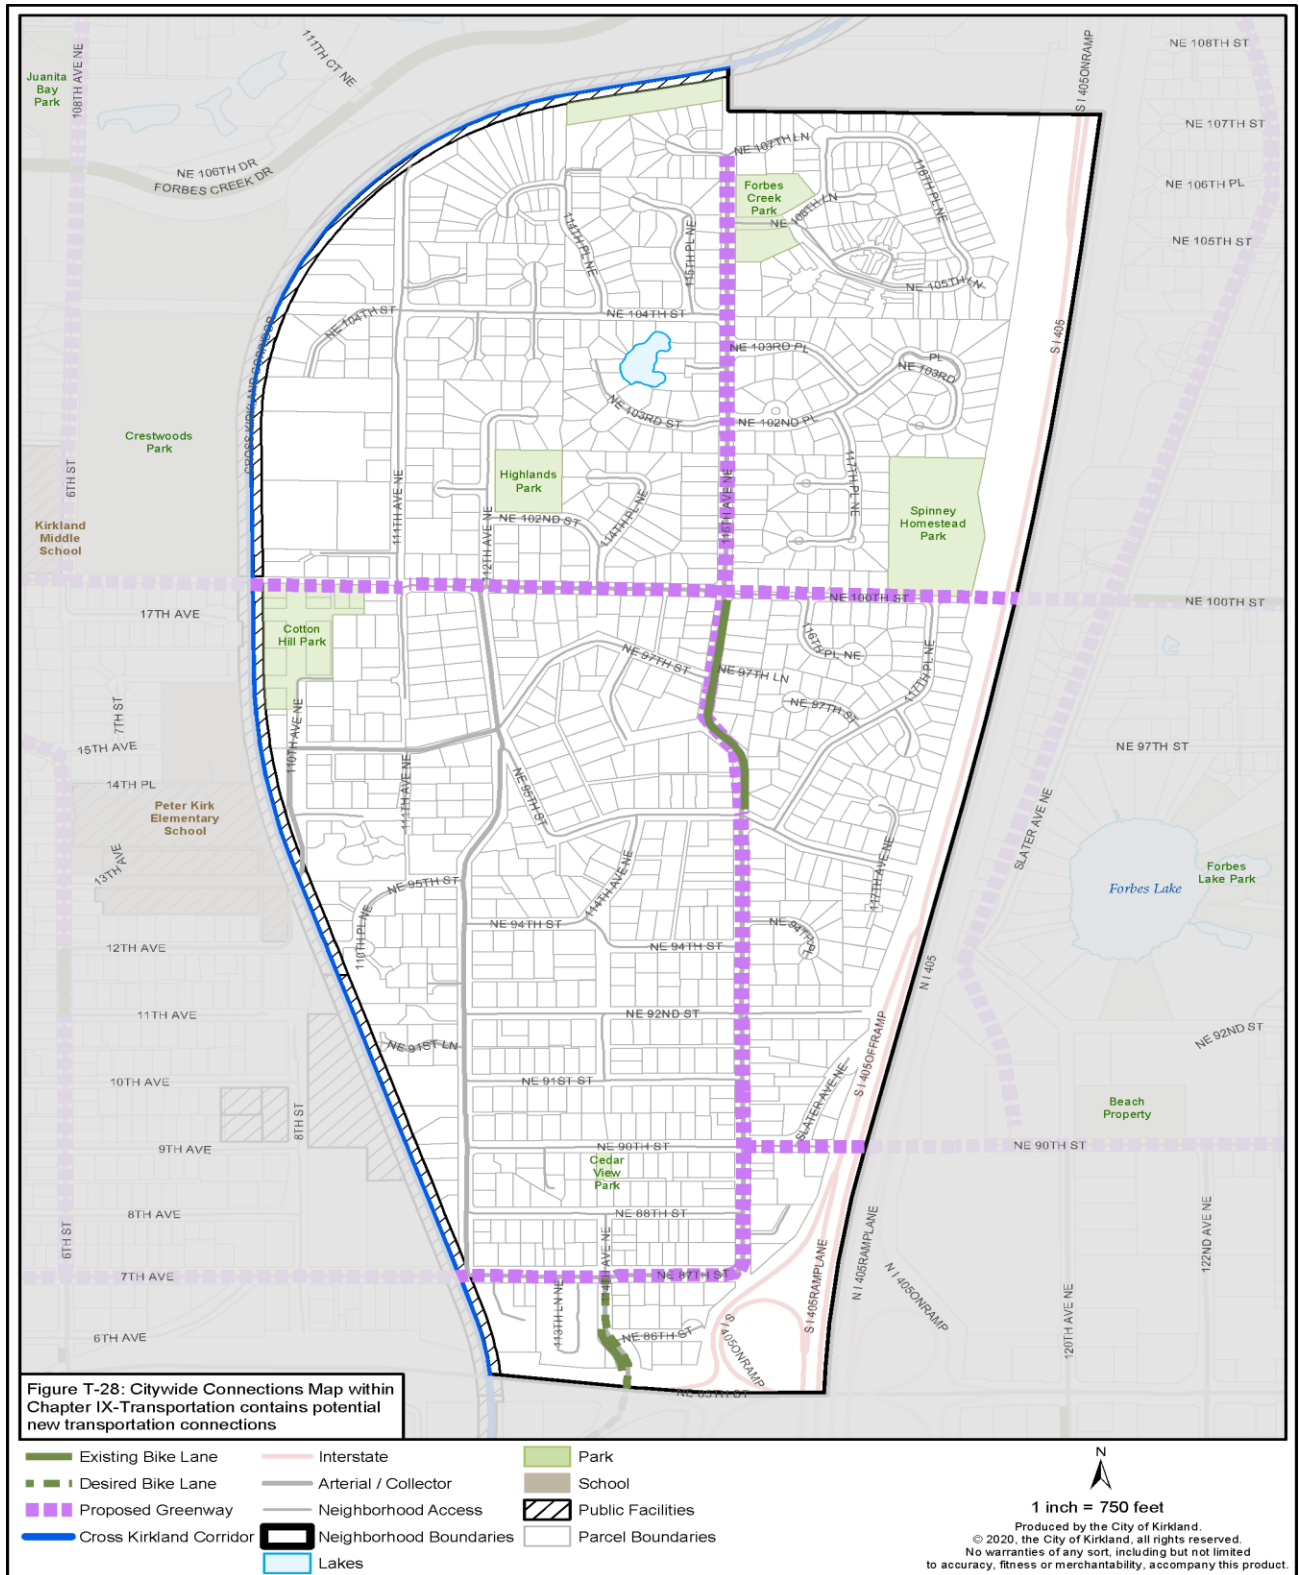 NE 108TH ST
111TH CT NE
S I 405ONRAMP
Juanita
Bay
Park
108TH AVE NE
NE 107TH ST
NE 107TH LN
NE 106TH DR
FORBES CREEK DR
118TH PL NE
NE 106TH PL
Forbes
Creek
Park
NE 106TH LN
114TH PL NE
115TH PL NE
NE 105TH ST
NE 105TH LN
NE 104TH ST
NE 104TH ST
S I 405
CROSS KIRKLAND CORRIDOR
NE 103RD PL
PL
NE 103RD
NE 103RD ST
NE 102ND PL
Crestwoods
Park
6TH ST
111TH AVE NE
Highlands
Park
114TH PL NE
116TH AVE NE
117TH PL NE
Spinney
Homestead
Park
NE 102ND ST
112TH AVE NE
Kirkland
Middle
School
NE 100TH ST
NE 100TH ST
17TH AVE
Cotton
Hill Park
116TH PL NE
NE 97TH ST
NE 97TH LN
117TH PL NE
7TH ST
110TH AVE NE
NE 97TH ST
15TH AVE
NE 97TH ST
14TH PL
111TH AVE NE
NE 95TH ST
Peter Kirk
Elementary
School
SLATER AVE NE
13TH AVE
114TH AVE NE
117TH AVE NE
Forbes
Lake Park
Forbes Lake
NE 95TH ST
110TH PL NE
NE 94TH ST
NE 94TH PL
12TH AVE
NE 94TH ST
N I 405
11TH AVE
NE 92ND ST
NE 92ND ST
NE 91ST LN
S I 405OFFRAMP
10TH AVE
NE 91ST ST
SLATER AVE NE
Beach
Property
8TH ST
9TH AVE
NE 90TH ST
NE 90TH ST
Cedar
View
Park
8TH AVE
NE 88TH ST
6TH ST
114TH AVE NE
122ND AVE NE
7TH AVE
NE 87TH ST
S I 405RAMPLANE
N I 405RAMPLANE
N I 405ONRAMP
6TH AVE
113TH LN NE
NE 86TH ST
S I
405ONRAMP
120TH AVE NE
NE 85TH ST
Figure T-28: Citywide Connections Map within
Chapter IX-Transportation contains potential
new transportation connections
Existing Bike Lane
Desired Bike Lane
Proposed Greenway
Cross Kirkland Corridor
Interstate
Arterial / Collector
Neighborhood Access
Neighborhood Boundaries
Lakes
Park
School
Public Facilities
Parcel Boundaries
N
1 inch = 750 feet
Produced by the City of Kirkland.
© 2020, the City of Kirkland, all rights reserved.
No warranties of any sort, including but not limited
to accuracy, fitness or merchantability, accompany this product.